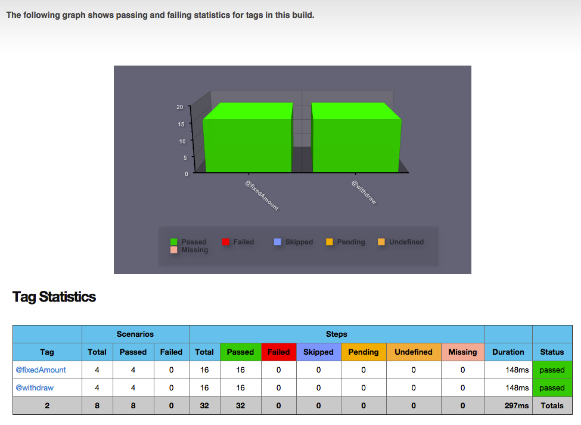 The following graph shows passing and failing statistics for tags in this build.
20
15
10
5
0
@fixedAmount
@withdraw
Passed Failed Skipped Pending Undefined
Missing
Tag Statistics
Scenarios Steps
Tag Total Passed Failed Total Passed Failed Skipped Pending Undefined Missing Duration Status
@fixedAmount 4 4 0 16 16 0 0 0 0 0 148ms passed
@withdraw 4 4 0 16 16 0 0 0 0 0 148ms passed
2 8 8 0 32 32 0 0 0 0 0 297ms Totals